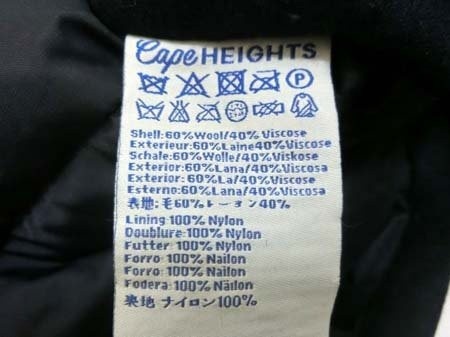 Cape HEIGHTS
P
Shell:60%Wool/40% Viscose
Exterieur:60%Laine40% Viscose
Schale:60%Wolle/40% Viskose
Exterior:60%Lana/40% Viscosa
Exterior:60%La/40% Viscosa
Esterno:60%Lana/40% Viscosa
表地:毛60%レーヨン40%
Lining 100% Nylon
Doublure 100% Nylon
Futter 100% Nylon
Forro 100% Nailon
Forro 100% Nailon
Fodera 100% Nàilon
裏地 ナイロン100%